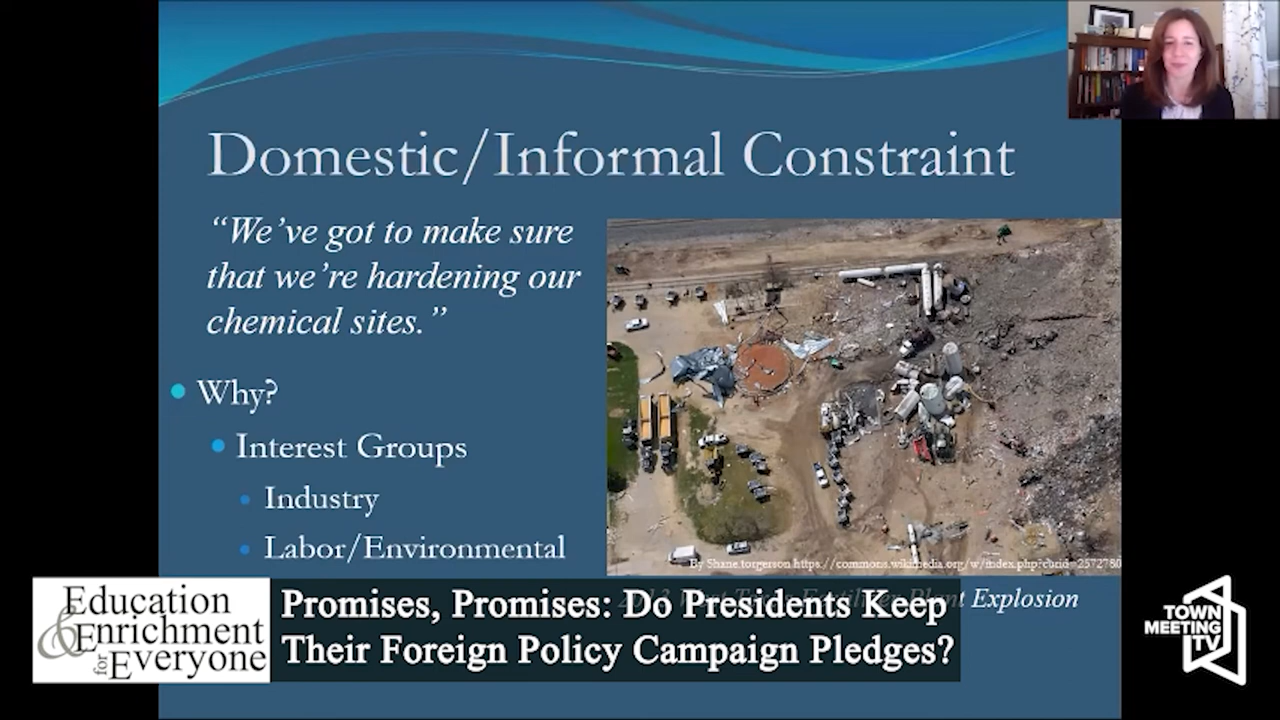 Domestic/Informal Constraint
“We’ve got to make sure
that we’re hardening our
chemical sites.”
Why?
Interest Groups
Industry
Labor/Environmental
By Shane.torgerson https://commons.wikimedia.org/w/index.php?curid=2572780
Explosion
Education
& Enrichment
for Everyone
Promises, Promises: Do Presidents Keep
Their Foreign Policy Campaign Pledges?
TOWN
MEETING
TV